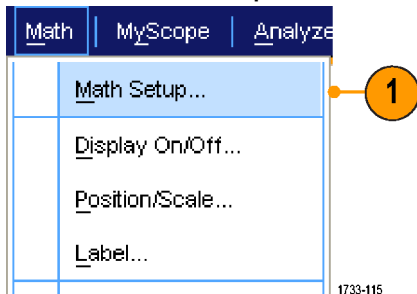 Math MyScope Analyze
Math Setup...
1
Display On/Off...
Position/Scale...
Label...
1733-115